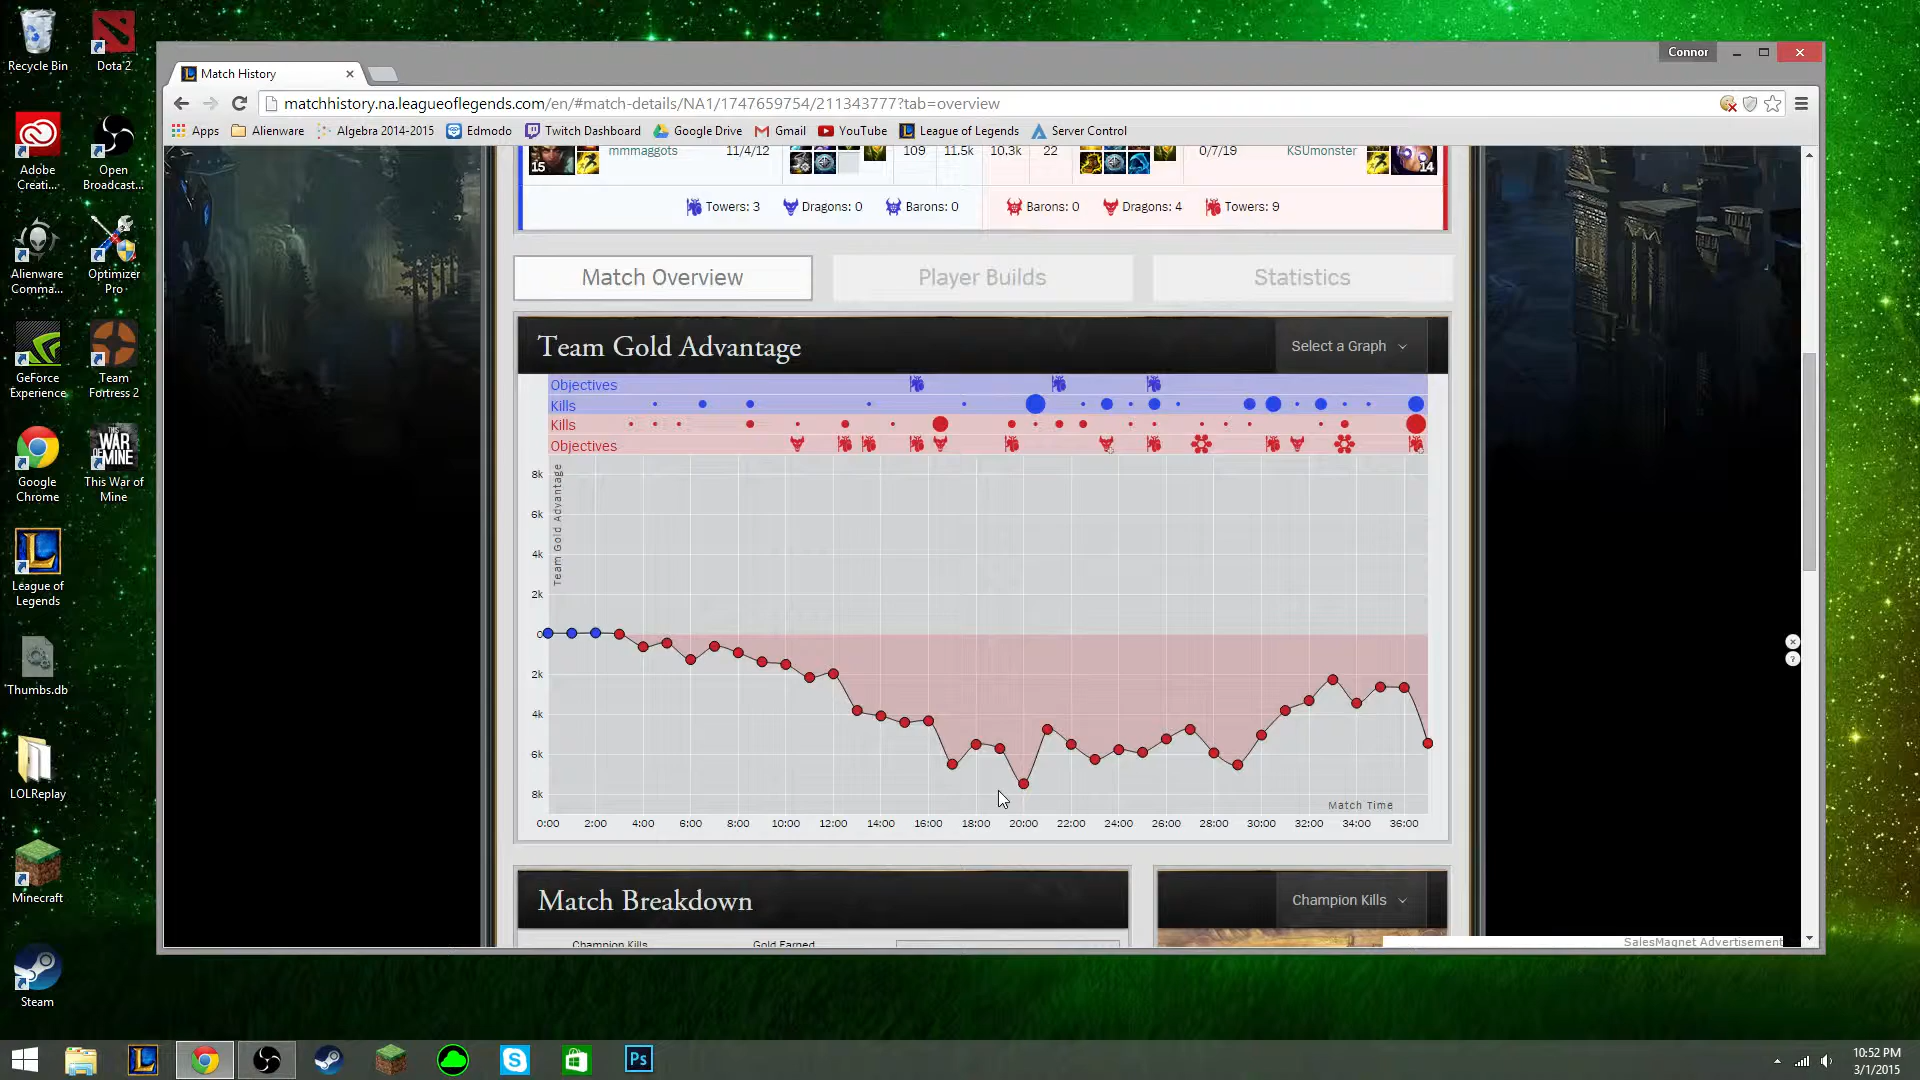 Recycle Bin
Dota 2
Adobe
Creati...
Open
Broadcast...
Alienware
Comma...
Optimizer
Pro
GeForce
Experience
Team
Fortress 2
Google
Chrome
THIS
WAR OF
MINE
This War of
Mine
League of
Legends
Thumbs.db
LOLReplay
Minecraft
Steam
Connor
Match History
matchhistory.na.leagueoflegends.com/en/#match-details/NA1/1747659754/211343777?tab=overview
Apps Alienware Algebra 2014-2015 Edmodo Twitch Dashboard Google Drive Gmail YouTube League of Legends Server Control
15 mmmaggots 11/4/12 109 11.5k 10.3k 22 0/7/19 KSUmonster 14
Towers: 3 Dragons: 0 Barons: 0 Barons: 0 Dragons: 4 Towers: 9
Match Overview Player Builds Statistics
Team Gold Advantage Select a Graph
Objectives
Kills
Kills
Objectives
Team Gold Advantage
8k
6k
4k
2k
0
2k
4k
6k
8k
Match Time
0:00 2:00 4:00 6:00 8:00 10:00 12:00 14:00 16:00 18:00 20:00 22:00 24:00 26:00 28:00 30:00 32:00 34:00 36:00
Match Breakdown Champion Kills
Champion Kills Gold Earned
SalesMagnet Advertisement
Ps
10:52 PM
3/1/2015